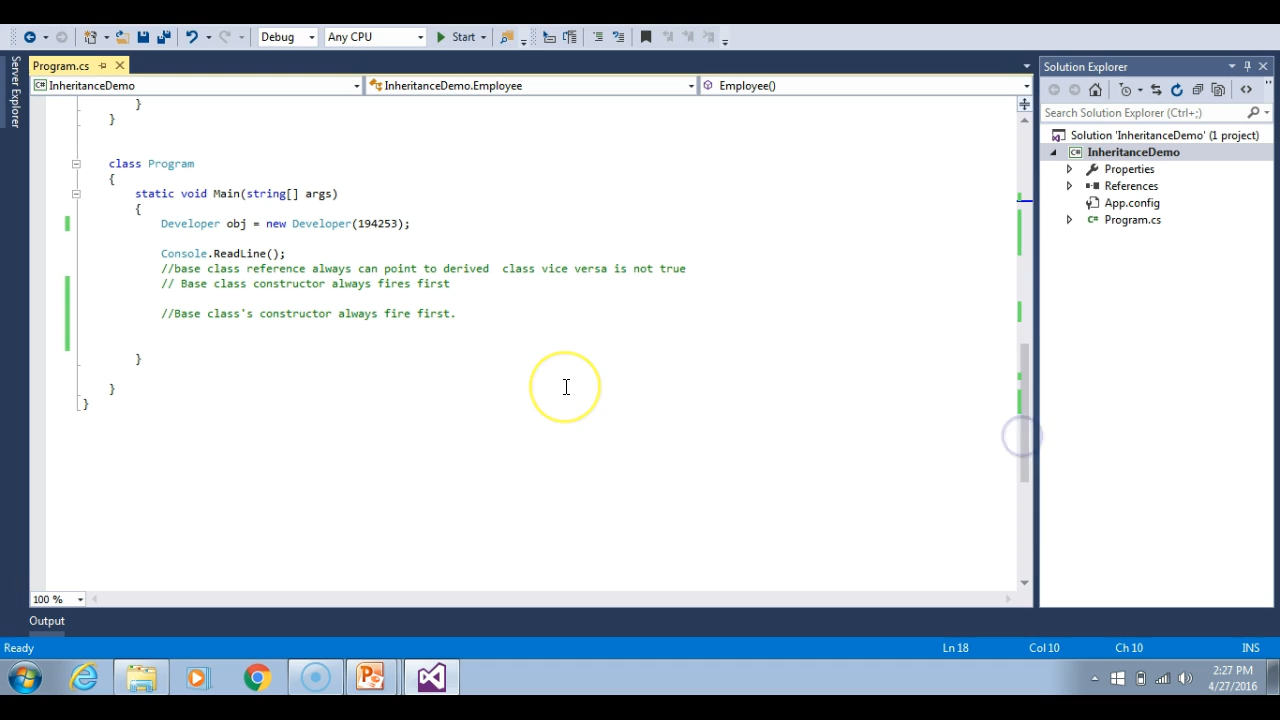 Debug
Any CPU
Start
Server Explorer
Program.cs
InheritanceDemo
InheritanceDemo.Employee
Employee()
}
}
class Program
{
static void Main(string[] args)
{
Developer obj = new Developer(194253);
Console.ReadLine();
//base class reference always can point to derived  class vice versa is not true
// Base class constructor always fires first
//Base class's constructor always fire first.
}
}
}
100 %
Output
Solution Explorer
Search Solution Explorer (Ctrl+;)
Solution 'InheritanceDemo' (1 project)
InheritanceDemo
Properties
References
App.config
Program.cs
Ready
Ln 18
Col 10
Ch 10
INS
2:27 PM
4/27/2016